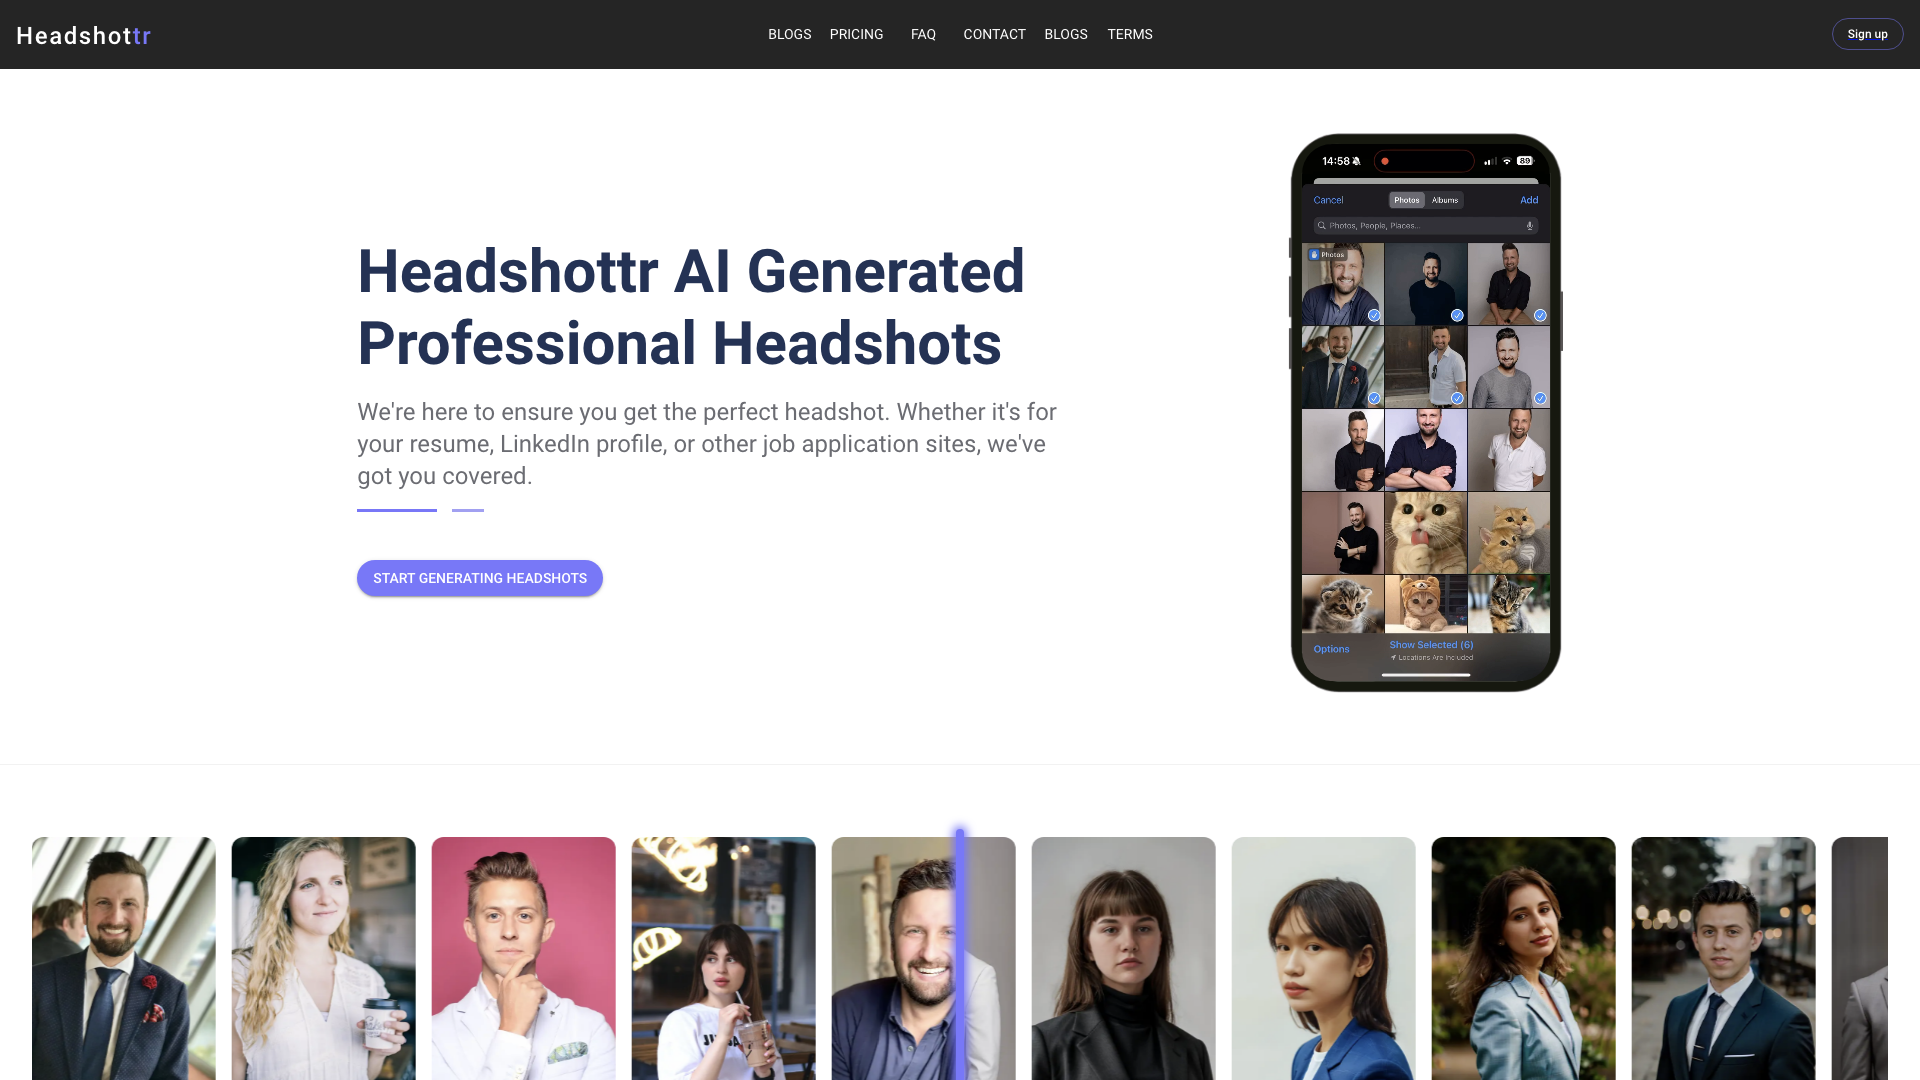 Headshottr
BLOGS PRICING FAQ CONTACT BLOGS TERMS
Sign up
Headshottr AI Generated
Professional Headshots
We're here to ensure you get the perfect headshot. Whether it's for
your resume, LinkedIn profile, or other job application sites, we've
got you covered.
START GENERATING HEADSHOTS
14:58
89
Cancel Photos Albums Add
Photos, People, Places...
Photos
Options
Show Selected (6)
Locations Are Included